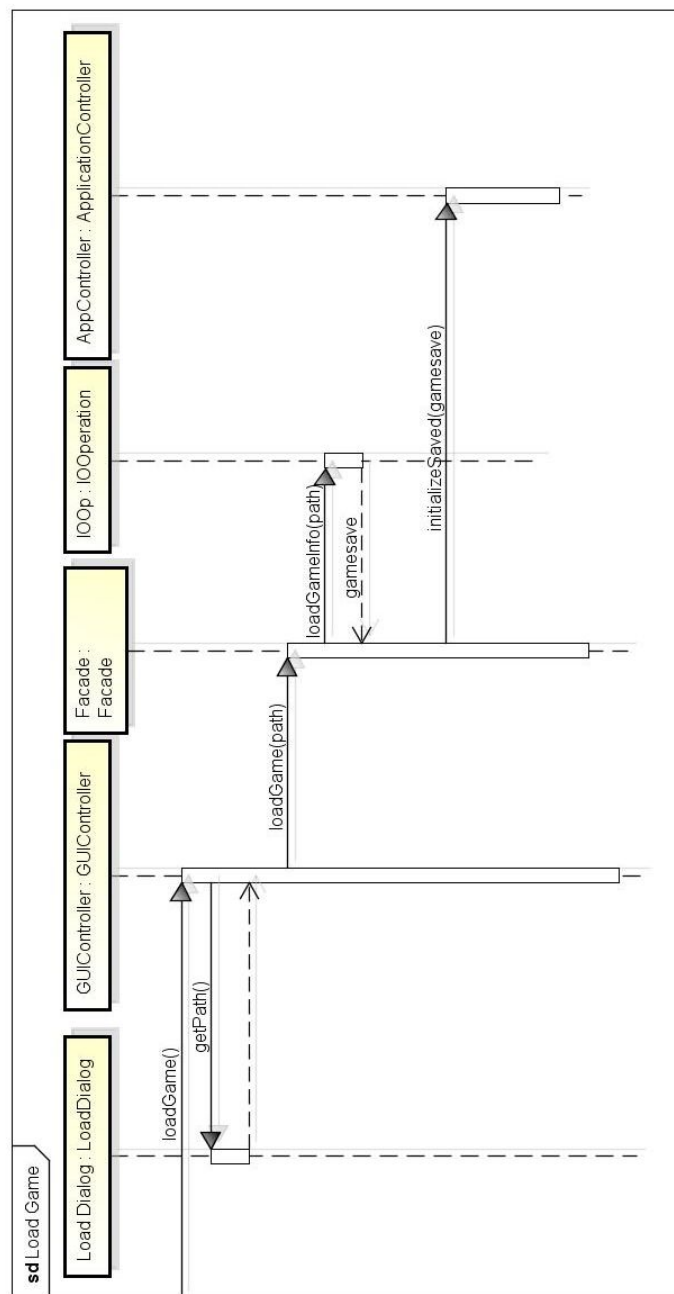 sd Load Game
Load Dialog : LoadDialog
GUIController : GUIController
Facade :
Facade
IOOp : IOOperation
AppController : ApplicationController
loadGame()
getPath()
loadGame(path)
loadGameInfo(path)
gamesave
initializeSaved(gamesave)